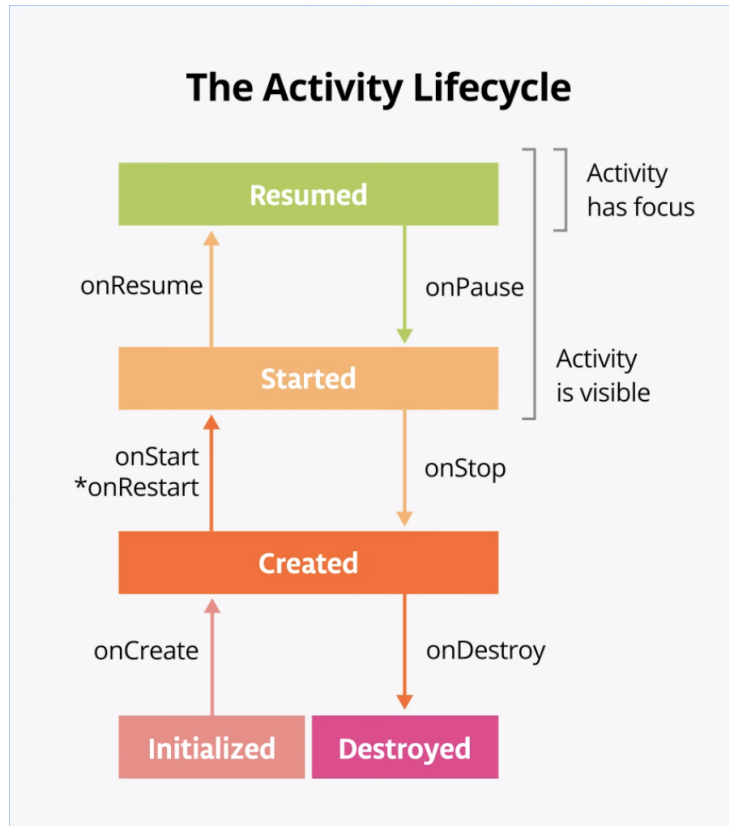 The Activity Lifecycle
Resumed
Activity
has focus
onResume
onPause
Started
Activity
is visible
onStart
*onRestart
onStop
Created
onCreate
onDestroy
Initialized
Destroyed